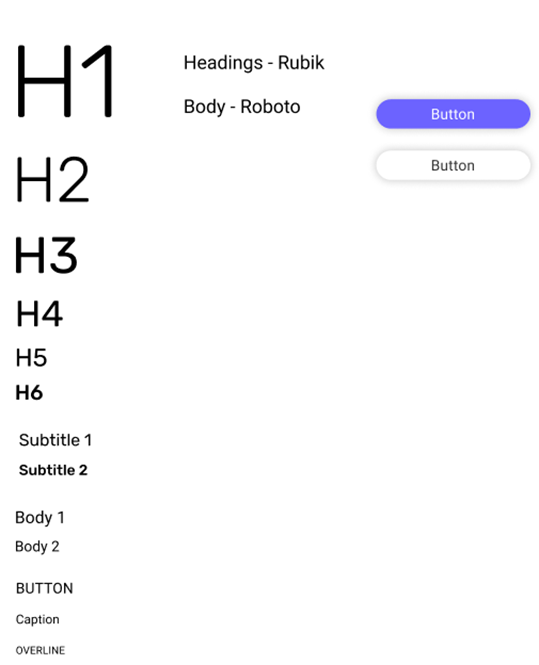 H1
Headings - Rubik
Body - Roboto
Button
Button
H2
H3
H4
H5
H6
Subtitle 1
Subtitle 2
Body 1
Body 2
BUTTON
Caption
OVERLINE